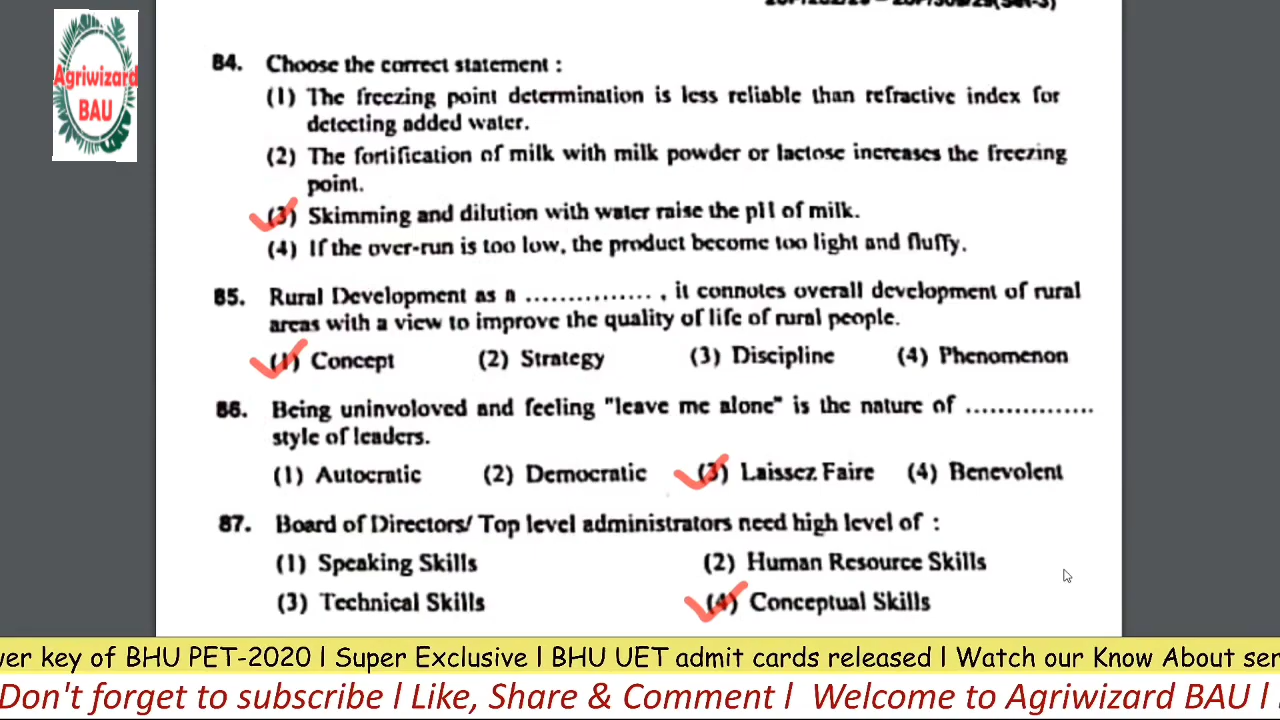 Agriwizard
BAU
84. Choose the correct statement :
(1) The freezing point determination is less reliable than refractive index for
detecting added water.
(2) The fortification of milk with milk powder or lactose increases the freezing
point.
(3) Skimming and dilution with water raise the pH of milk.
(4) If the over-run is too low, the product become too light and fluffy.
85. Rural Development as a ............... , it connotes overall development of rural
areas with a view to improve the quality of life of rural people.
(1) Concept (2) Strategy (3) Discipline (4) Phenomenon
86. Being uninvoloved and feeling "leave me alone" is the nature of ................
style of leaders.
(1) Autocratic (2) Democratic (3) Laissez Faire (4) Benevolent
87. Board of Directors/ Top level administrators need high level of :
(1) Speaking Skills (2) Human Resource Skills
(3) Technical Skills (4) Conceptual Skills
wer key of BHU PET-2020 l Super Exclusive l BHU UET admit cards released l Watch our Know About ser
Don't forget to subscribe l Like, Share & Comment l Welcome to Agriwizard BAU l